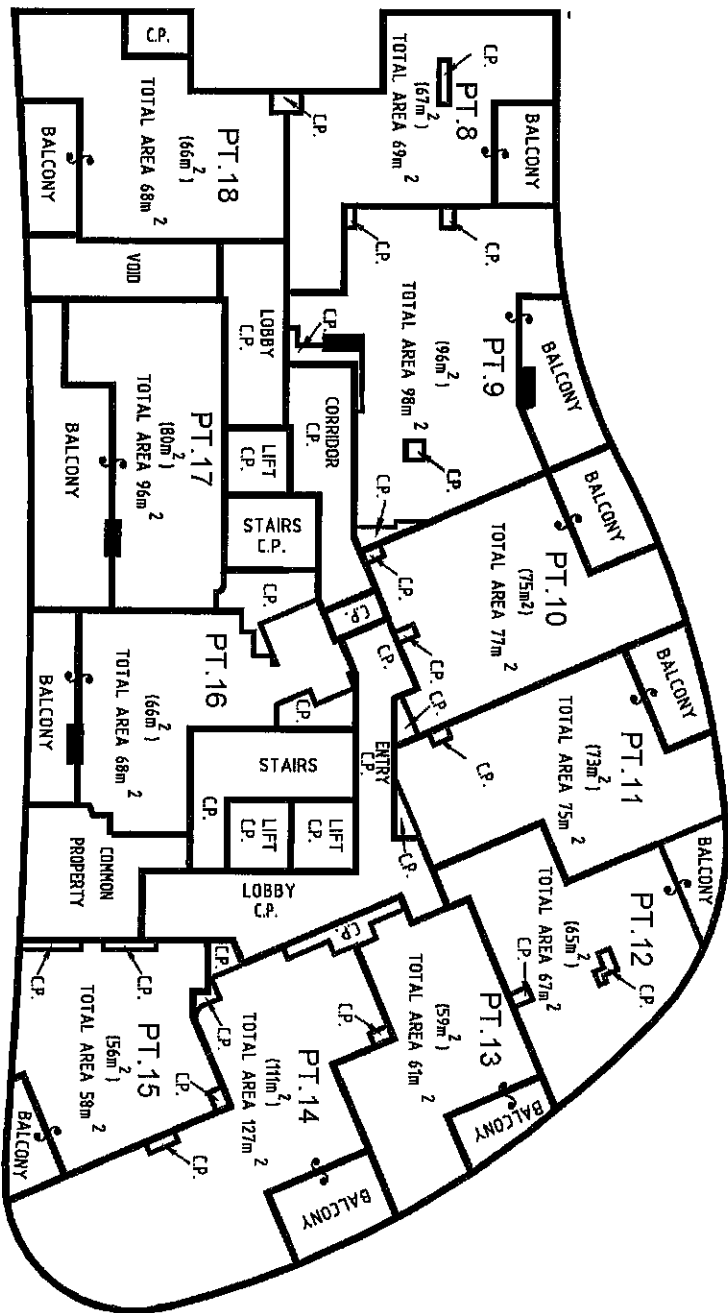 C.P.
TOTAL AREA 68m²
(66m²)
PT.18
BALCONY
C.P.
C.P.
PT.8
(67m²)
TOTAL AREA 69m²
BALCONY
VOID
LOBBY
C.P.
C.P.
C.P.
C.P.
TOTAL AREA 98m²
(96m²)
PT.9
BALCONY
C.P.
PT.17
(80m²)
TOTAL AREA 96m²
BALCONY
CORRIDOR
C.P.
LIFT
C.P.
STAIRS
C.P.
C.P.
C.P.
C.P.
BALCONY
PT.10
(75m²)
TOTAL AREA 77m²
C.P.
C.P.
C.P.
C.P.
C.P.
PT.16
(66m²)
TOTAL AREA 68m²
BALCONY
C.P.
BALCONY
PT.11
(73m²)
TOTAL AREA 75m²
C.P.
ENTRY
C.P.
C.P.
STAIRS
C.P.
LIFT
C.P.
LIFT
C.P.
COMMON
PROPERTY
LOBBY
C.P.
BALCONY
PT.12
(65m²)
TOTAL AREA 67m²
C.P.
C.P.
C.P.
C.P.
PT.13
(59m²)
TOTAL AREA 61m²
BALCONY
C.P.
C.P.
C.P.
C.P.
PT.15
(56m²)
TOTAL AREA 58m²
BALCONY
C.P.
C.P.
PT.14
(111m²)
TOTAL AREA 127m²
BALCONY